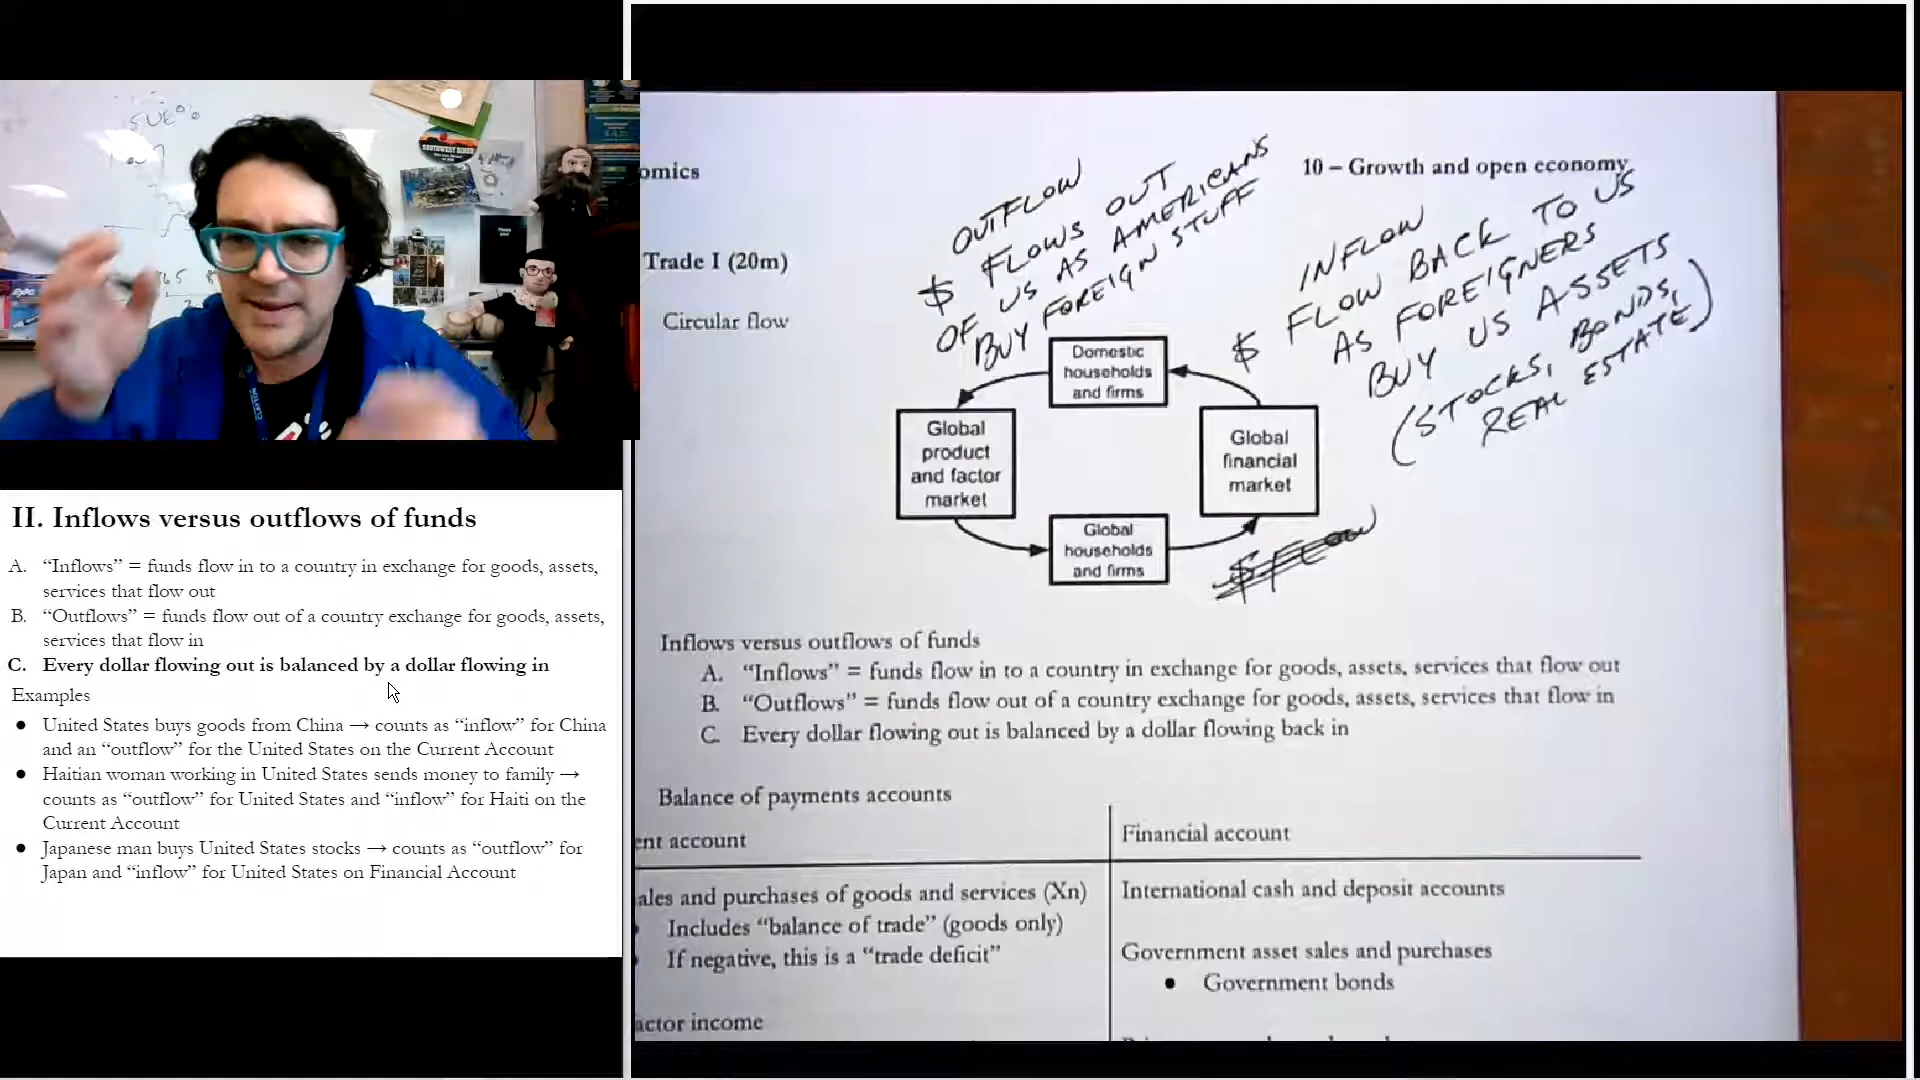 SOUTHWEST DINER
II. Inflows versus outflows of funds
A. “Inflows” = funds flow in to a country in exchange for goods, assets,
services that flow out
B. “Outflows” = funds flow out of a country exchange for goods, assets,
services that flow in
C. Every dollar flowing out is balanced by a dollar flowing in
Examples
● United States buys goods from China → counts as “inflow” for China
and an “outflow” for the United States on the Current Account
● Haitian woman working in United States sends money to family →
counts as “outflow” for United States and “inflow” for Haiti on the
Current Account
● Japanese man buys United States stocks → counts as “outflow” for
Japan and “inflow” for United States on Financial Account
omics
10 – Growth and open economy
Trade I (20m)
Circular flow
OUTFLOW
$ FLOWS OUT
OF US AS AMERICANS
BUY FOREIGN STUFF
INFLOW
$ FLOW BACK TO US
AS FOREIGNERS
BUY US ASSETS
(STOCKS, BONDS,
REAL ESTATE)
Domestic
households
and firms
Global
product
and factor
market
Global
financial
market
Global
households
and firms
$ FLOW
Inflows versus outflows of funds
A. “Inflows” = funds flow in to a country in exchange for goods, assets, services that flow out
B. “Outflows” = funds flow out of a country exchange for goods, assets, services that flow in
C. Every dollar flowing out is balanced by a dollar flowing back in
Balance of payments accounts
ent account
Financial account
ales and purchases of goods and services (Xn)
Includes “balance of trade” (goods only)
If negative, this is a “trade deficit”
actor income
International cash and deposit accounts
Government asset sales and purchases
● Government bonds